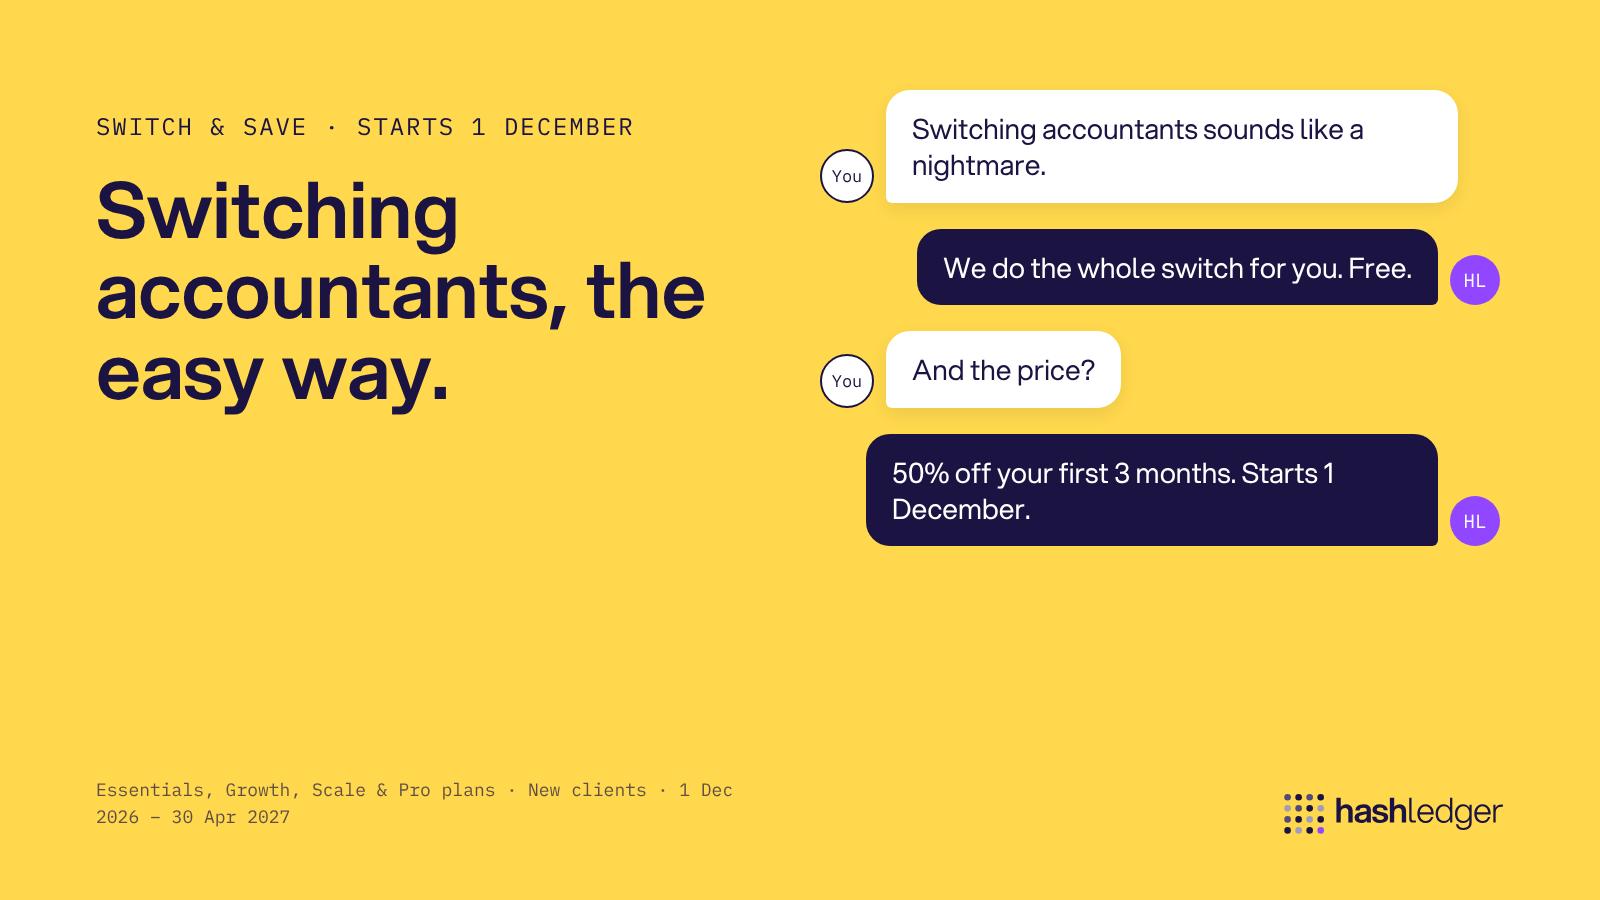 SWITCH & SAVE · STARTS 1 DECEMBER
Switching
accountants, the
easy way.
Switching accountants sounds like a
nightmare.
You
We do the whole switch for you. Free.
HL
And the price?
You
50% off your first 3 months. Starts 1
December.
HL
Essentials, Growth, Scale & Pro plans · New clients · 1 Dec
2026 – 30 Apr 2027
hashledger